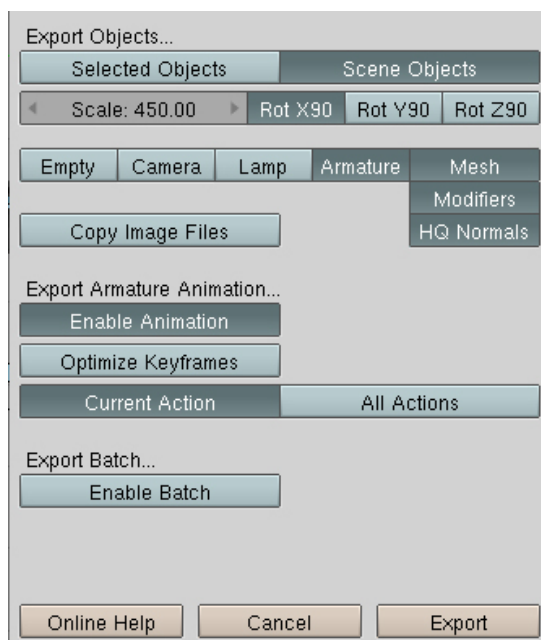 Export Objects...
Selected Objects Scene Objects
Scale: 450.00 Rot X90 Rot Y90 Rot Z90
Empty Camera Lamp Armature Mesh
Modifiers
Copy Image Files HQ Normals
Export Armature Animation...
Enable Animation
Optimize Keyframes
Current Action All Actions
Export Batch...
Enable Batch
Online Help Cancel Export